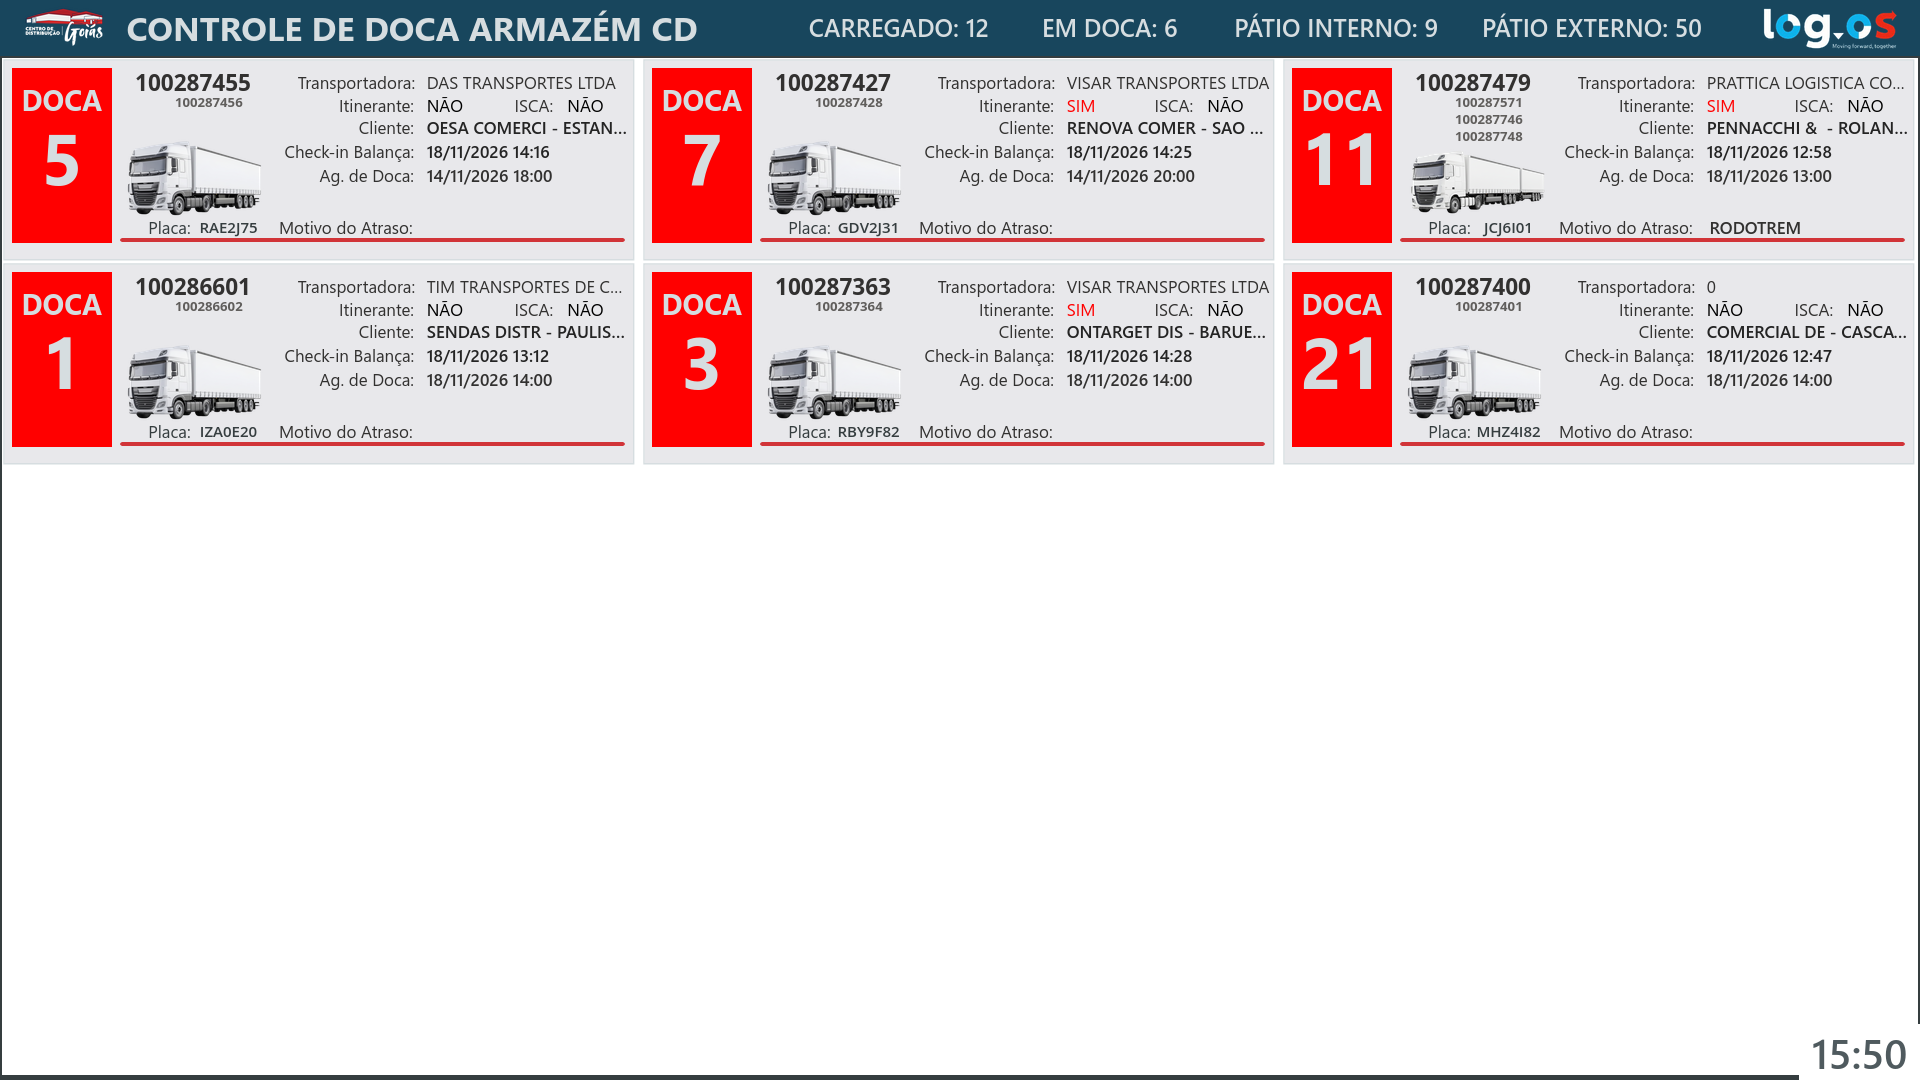 CENTRO DE DISTRIBUIÇÃO Goiás
CONTROLE DE DOCA ARMAZÉM CD
CARREGADO: 12
EM DOCA: 6
PÁTIO INTERNO: 9
PÁTIO EXTERNO: 50
log.os
Moving forward, together
DOCA
5
100287455
100287456
Transportadora: DAS TRANSPORTES LTDA
Itinerante: NÃO ISCA: NÃO
Cliente: OESA COMERCI - ESTAN...
Check-in Balança: 18/11/2026 14:16
Ag. de Doca: 14/11/2026 18:00
Placa: RAE2J75 Motivo do Atraso:
DOCA
7
100287427
100287428
Transportadora: VISAR TRANSPORTES LTDA
Itinerante: SIM ISCA: NÃO
Cliente: RENOVA COMER - SAO ...
Check-in Balança: 18/11/2026 14:25
Ag. de Doca: 14/11/2026 20:00
Placa: GDV2J31 Motivo do Atraso:
DOCA
11
100287479
100287571
100287746
100287748
Transportadora: PRATTICA LOGISTICA CO...
Itinerante: SIM ISCA: NÃO
Cliente: PENNACCHI & - ROLAN...
Check-in Balança: 18/11/2026 12:58
Ag. de Doca: 18/11/2026 13:00
Placa: JCJ6I01 Motivo do Atraso: RODOTREM
DOCA
1
100286601
100286602
Transportadora: TIM TRANSPORTES DE C...
Itinerante: NÃO ISCA: NÃO
Cliente: SENDAS DISTR - PAULIS...
Check-in Balança: 18/11/2026 13:12
Ag. de Doca: 18/11/2026 14:00
Placa: IZA0E20 Motivo do Atraso:
DOCA
3
100287363
100287364
Transportadora: VISAR TRANSPORTES LTDA
Itinerante: SIM ISCA: NÃO
Cliente: ONTARGET DIS - BARUE...
Check-in Balança: 18/11/2026 14:28
Ag. de Doca: 18/11/2026 14:00
Placa: RBY9F82 Motivo do Atraso:
DOCA
21
100287400
100287401
Transportadora: 0
Itinerante: NÃO ISCA: NÃO
Cliente: COMERCIAL DE - CASCA...
Check-in Balança: 18/11/2026 12:47
Ag. de Doca: 18/11/2026 14:00
Placa: MHZ4I82 Motivo do Atraso:
15:50